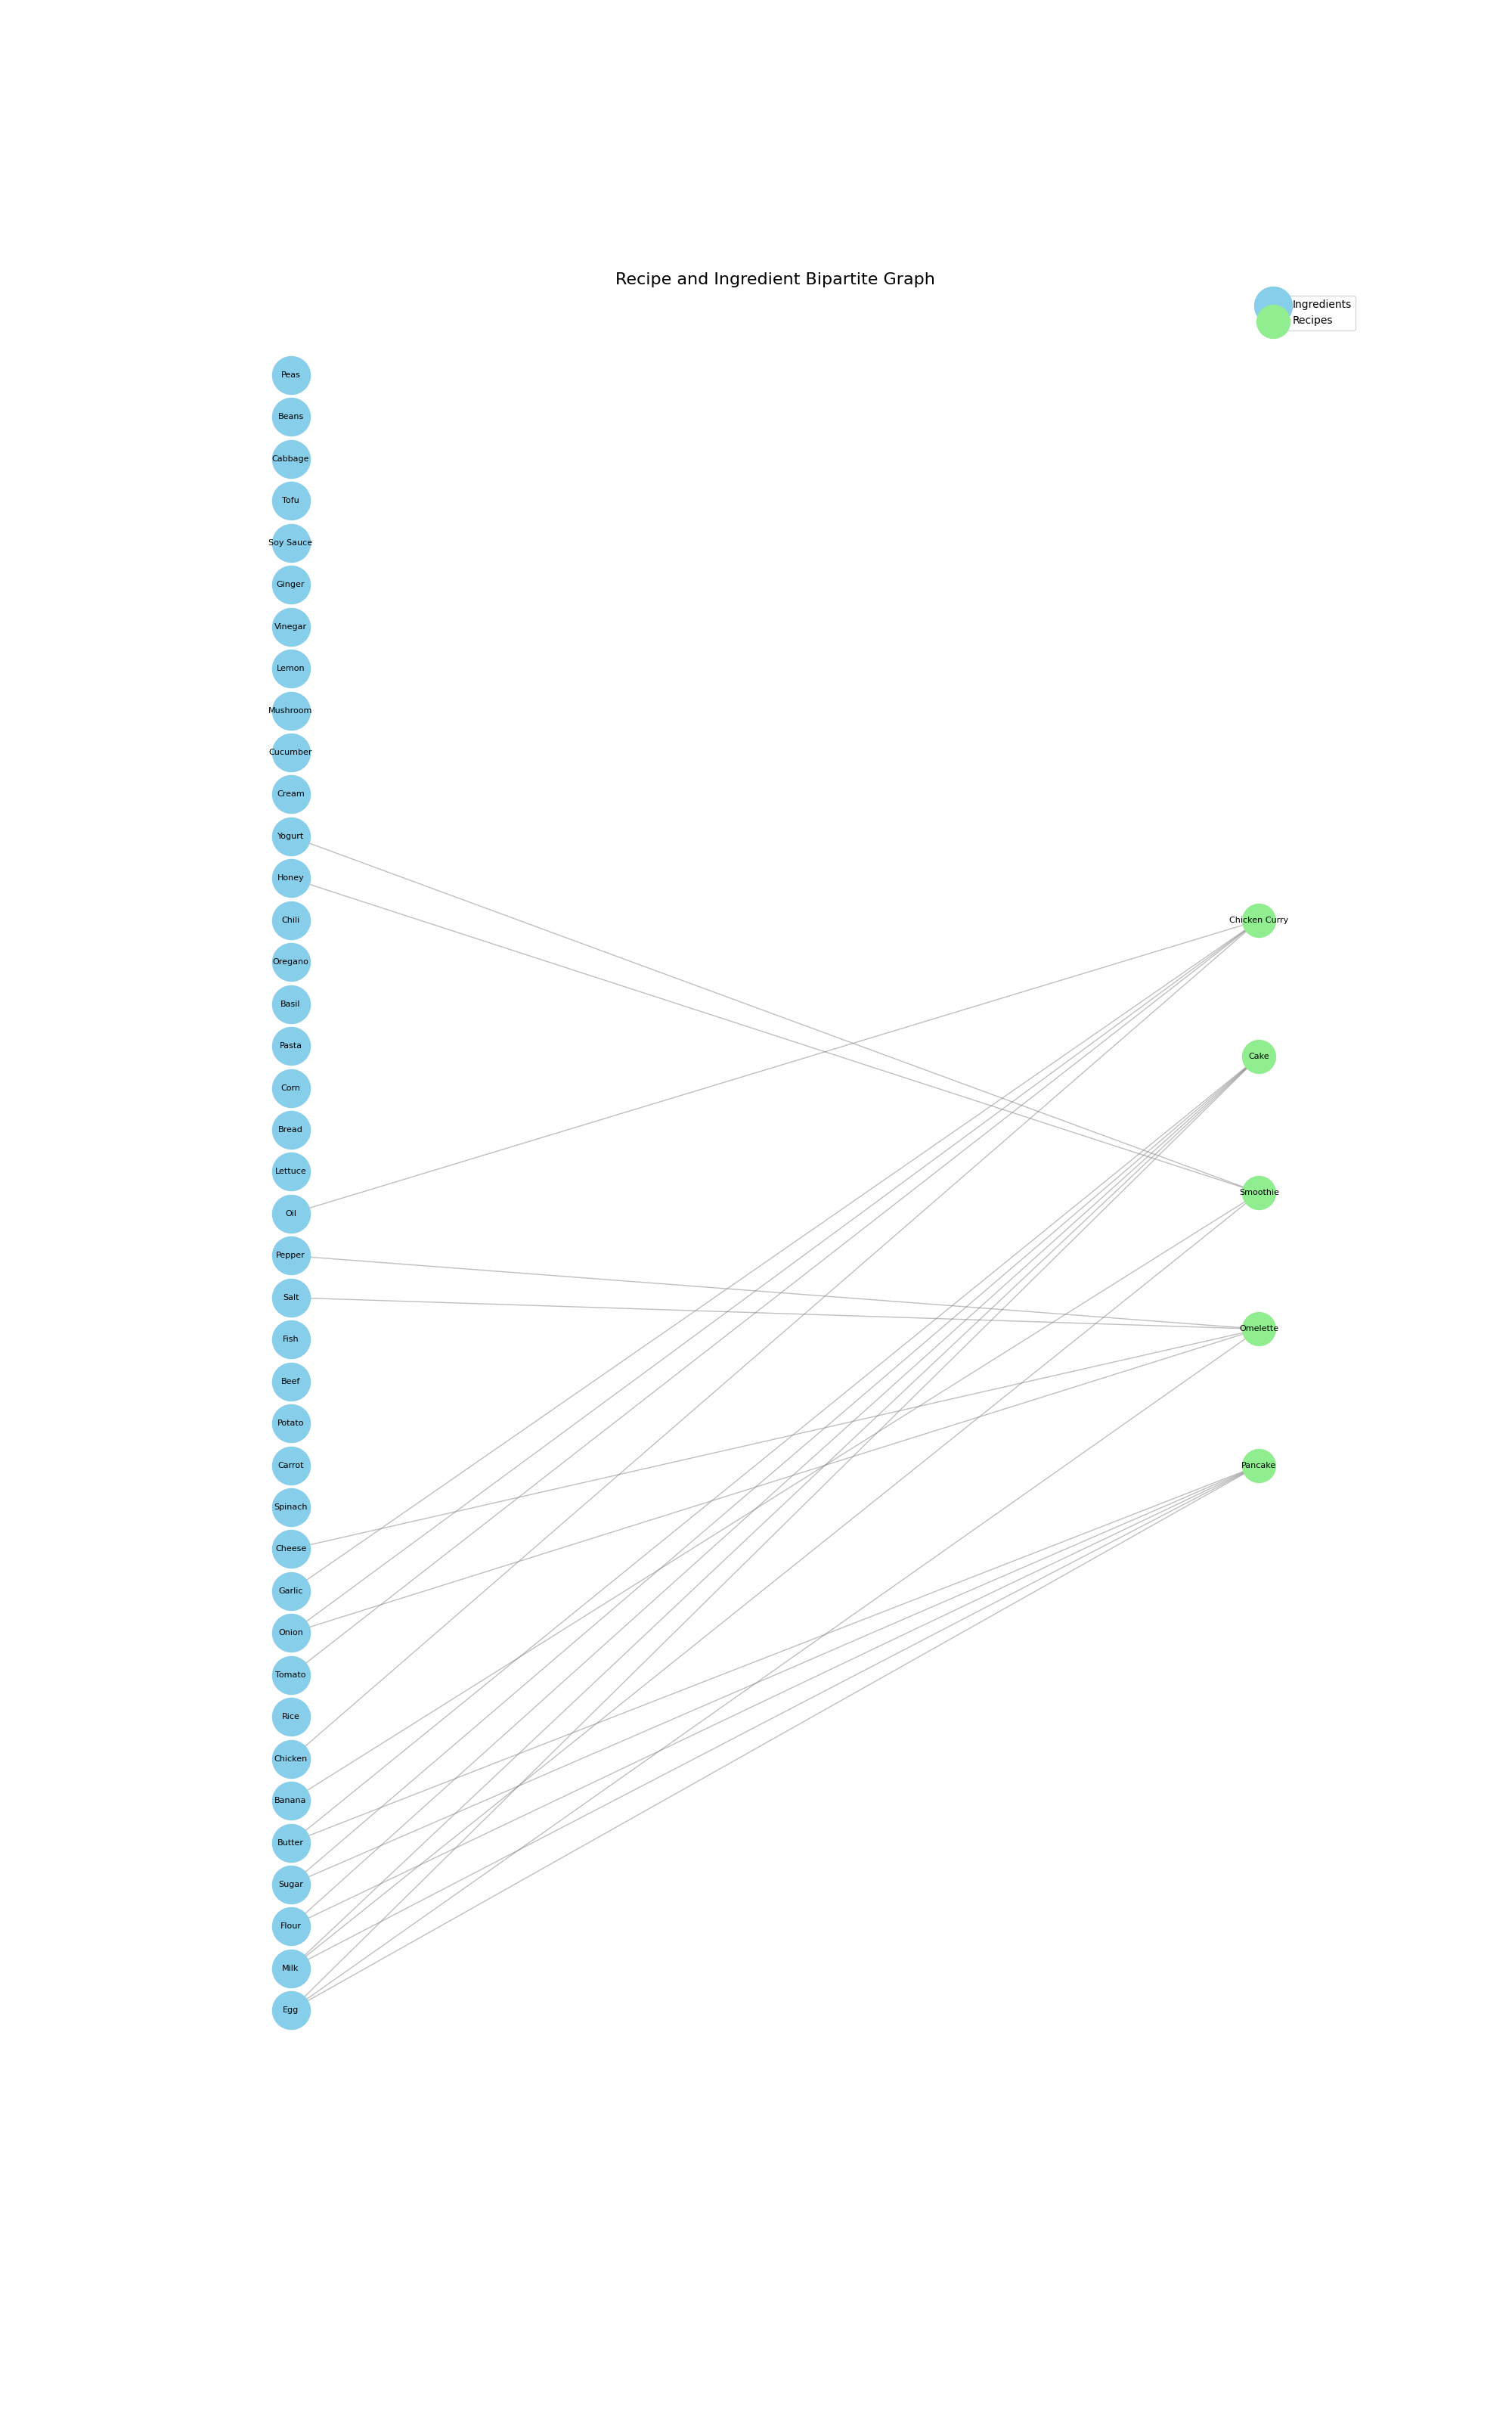 Recipe and Ingredient Bipartite Graph
Ingredients
Recipes
Peas
Beans
Cabbage
Tofu
Soy Sauce
Ginger
Vinegar
Lemon
Mushroom
Cucumber
Cream
Yogurt
Honey
Chili
Oregano
Basil
Pasta
Corn
Bread
Lettuce
Oil
Pepper
Salt
Fish
Beef
Potato
Carrot
Spinach
Cheese
Garlic
Onion
Tomato
Rice
Chicken
Banana
Butter
Sugar
Flour
Milk
Egg
Chicken Curry
Cake
Smoothie
Omelette
Pancake